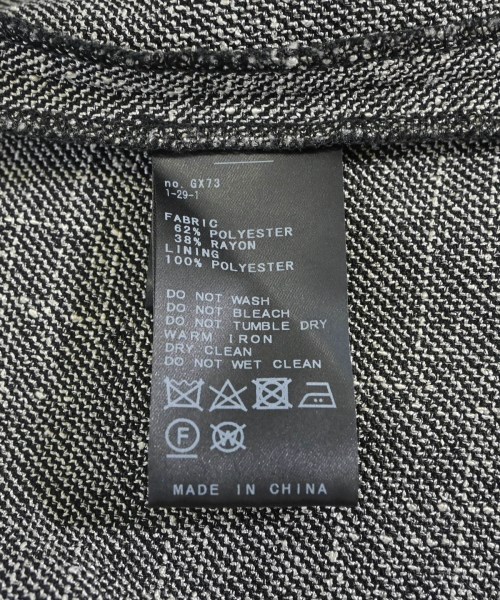 no. GX73
1-29-1
FABRIC
62% POLYESTER
38% RAYON
LINING
100% POLYESTER
DO NOT WASH
DO NOT BLEACH
DO NOT TUMBLE DRY
WARM IRON
DRY CLEAN
DO NOT WET CLEAN
F W
MADE IN CHINA